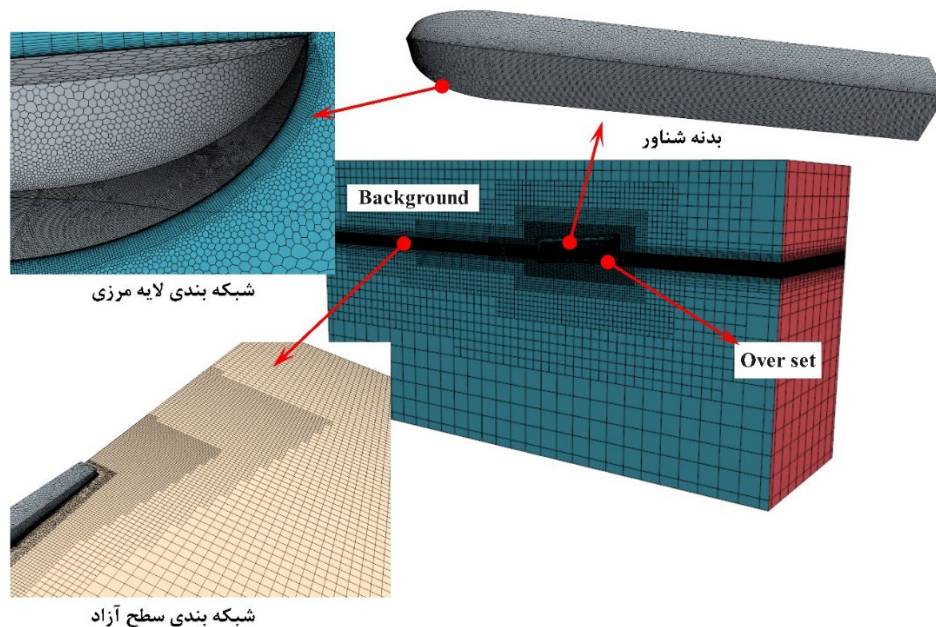 بدنه شناور
Background
شبکه بندی لایه مرزی
Over set
شبکه بندی سطح آزاد